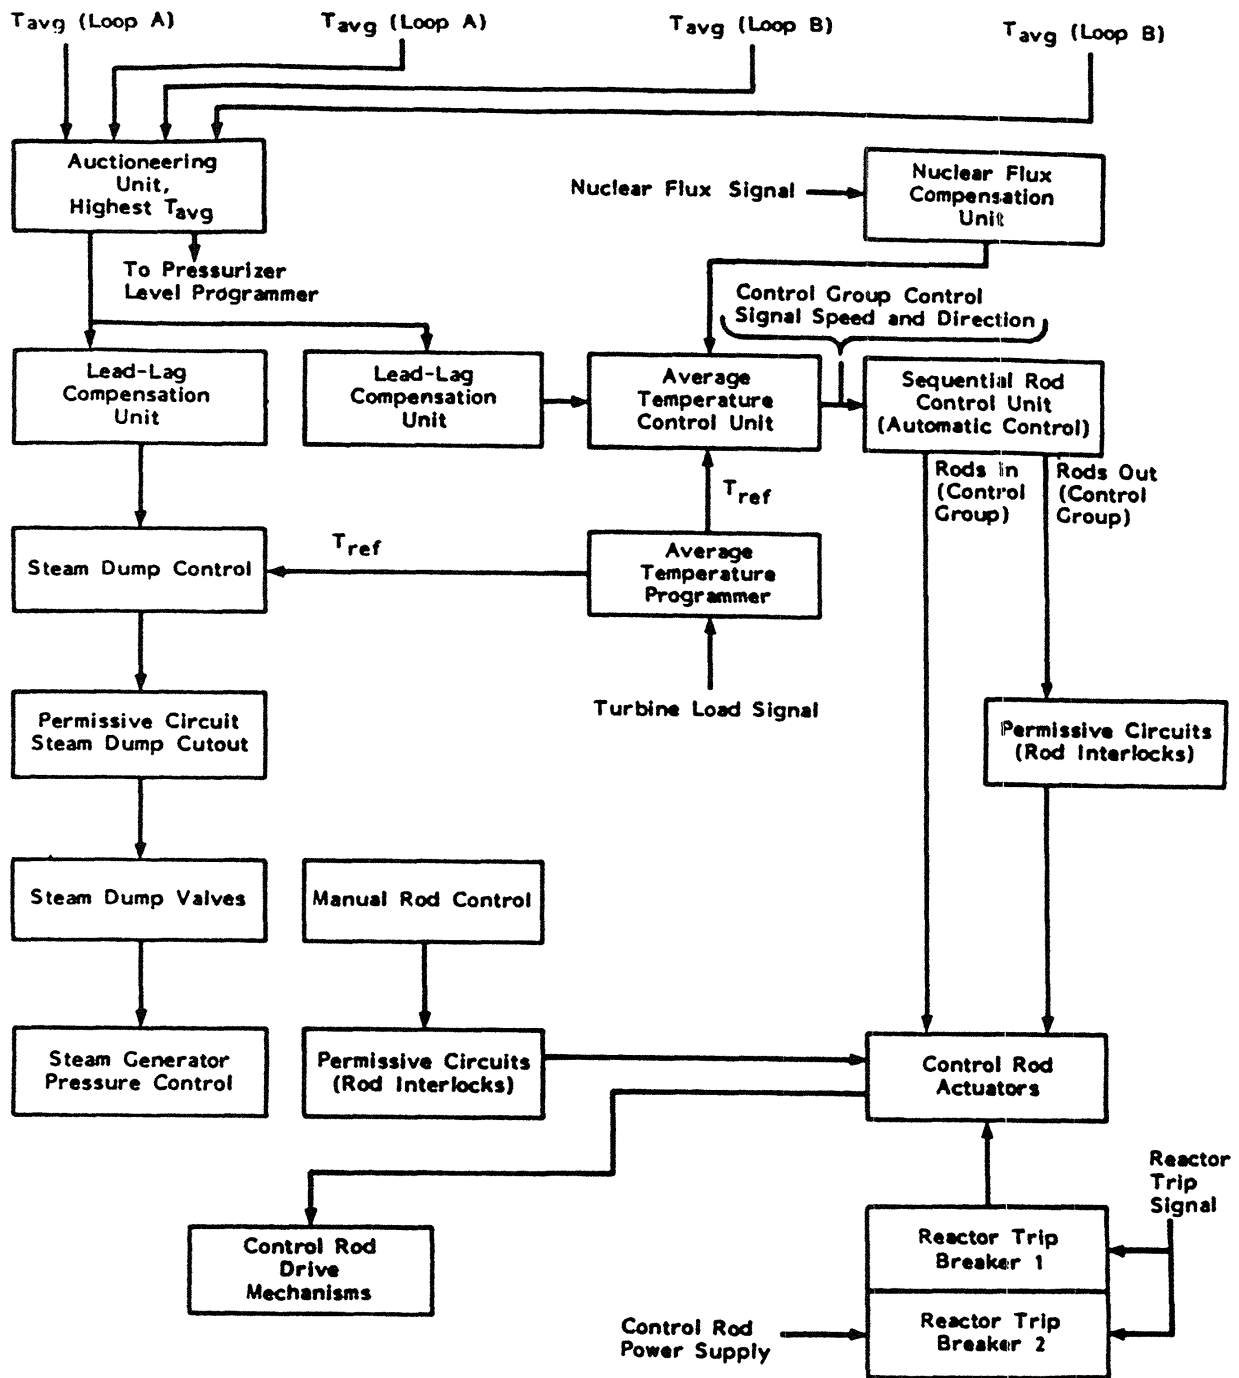 Tavg (Loop A)
Tavg (Loop A)
Tavg (Loop B)
Tavg (Loop B)
Auctioneering
Unit,
Highest Tavg
Nuclear Flux Signal
Nuclear Flux
Compensation
Unit
To Pressurizer
Level Programmer
Control Group Control
Signal Speed and Direction
Lead-Lag
Compensation
Unit
Lead-Lag
Compensation
Unit
Average
Temperature
Control Unit
Sequential Rod
Control Unit
(Automatic Control)
Rods In
(Control
Group)
Rods Out
(Control
Group)
Tref
Tref
Steam Dump Control
Average
Temperature
Programmer
Turbine Load Signal
Permissive Circuit
Steam Dump Cutout
Permissive Circuits
(Rod Interlocks)
Steam Dump Valves
Manual Rod Control
Steam Generator
Pressure Control
Permissive Circuits
(Rod Interlocks)
Control Rod
Actuators
Reactor
Trip
Signal
Control Rod
Drive
Mechanisms
Reactor Trip
Breaker 1
Control Rod
Power Supply
Reactor Trip
Breaker 2